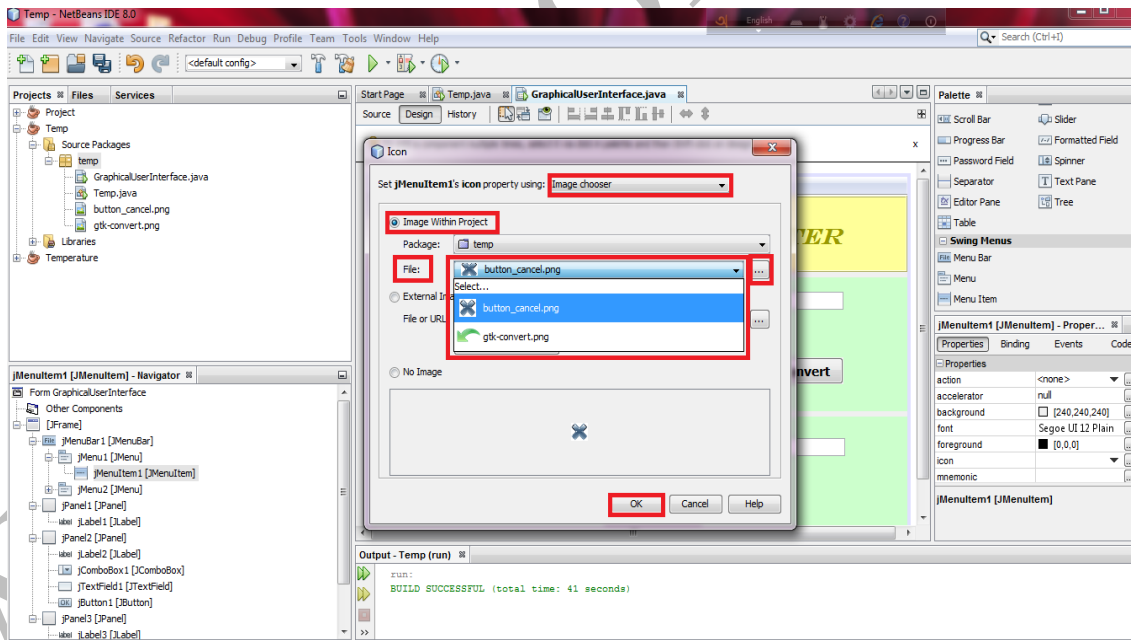 Temp - NetBeans IDE 8.0
English
File Edit View Navigate Source Refactor Run Debug Profile Team Tools Window Help
Search (Ctrl+I)
<default config>
Projects Files Services
Project
Temp
Source Packages
temp
GraphicalUserInterface.java
Temp.java
button_cancel.png
gtk-convert.png
Libraries
Temperature
jMenuItem1 [JMenuItem] - Navigator
Form GraphicalUserInterface
Other Components
[JFrame]
jMenuBar1 [JMenuBar]
jMenu1 [JMenu]
jMenuItem1 [JMenuItem]
jMenu2 [JMenu]
jPanel1 [JPanel]
label jLabel1 [JLabel]
jPanel2 [JPanel]
label jLabel2 [JLabel]
jComboBox1 [JComboBox]
jTextField1 [JTextField]
OK jButton1 [JButton]
jPanel3 [JPanel]
label jLabel3 [JLabel]
Start Page Temp.java GraphicalUserInterface.java
Source Design History
x
Icon
Set jMenuItem1's icon property using: Image chooser
Image Within Project
Package: temp
File: button_cancel.png ...
Select...
button_cancel.png
gtk-convert.png
External Im
File or URL
...
No Image
OK Cancel Help
TER
nvert
Output - Temp (run)
run:
BUILD SUCCESSFUL (total time: 41 seconds)
Palette
Scroll Bar Slider
Progress Bar Formatted Field
Password Field Spinner
Separator Text Pane
Editor Pane Tree
Table
Swing Menus
Menu Bar
Menu
Menu Item
jMenuItem1 [JMenuItem] - Proper...
Properties Binding Events Code
Properties
action <none>
accelerator null
background [240,240,240]
font Segoe UI 12 Plain
foreground [0,0,0]
icon
mnemonic
jMenuItem1 [JMenuItem]